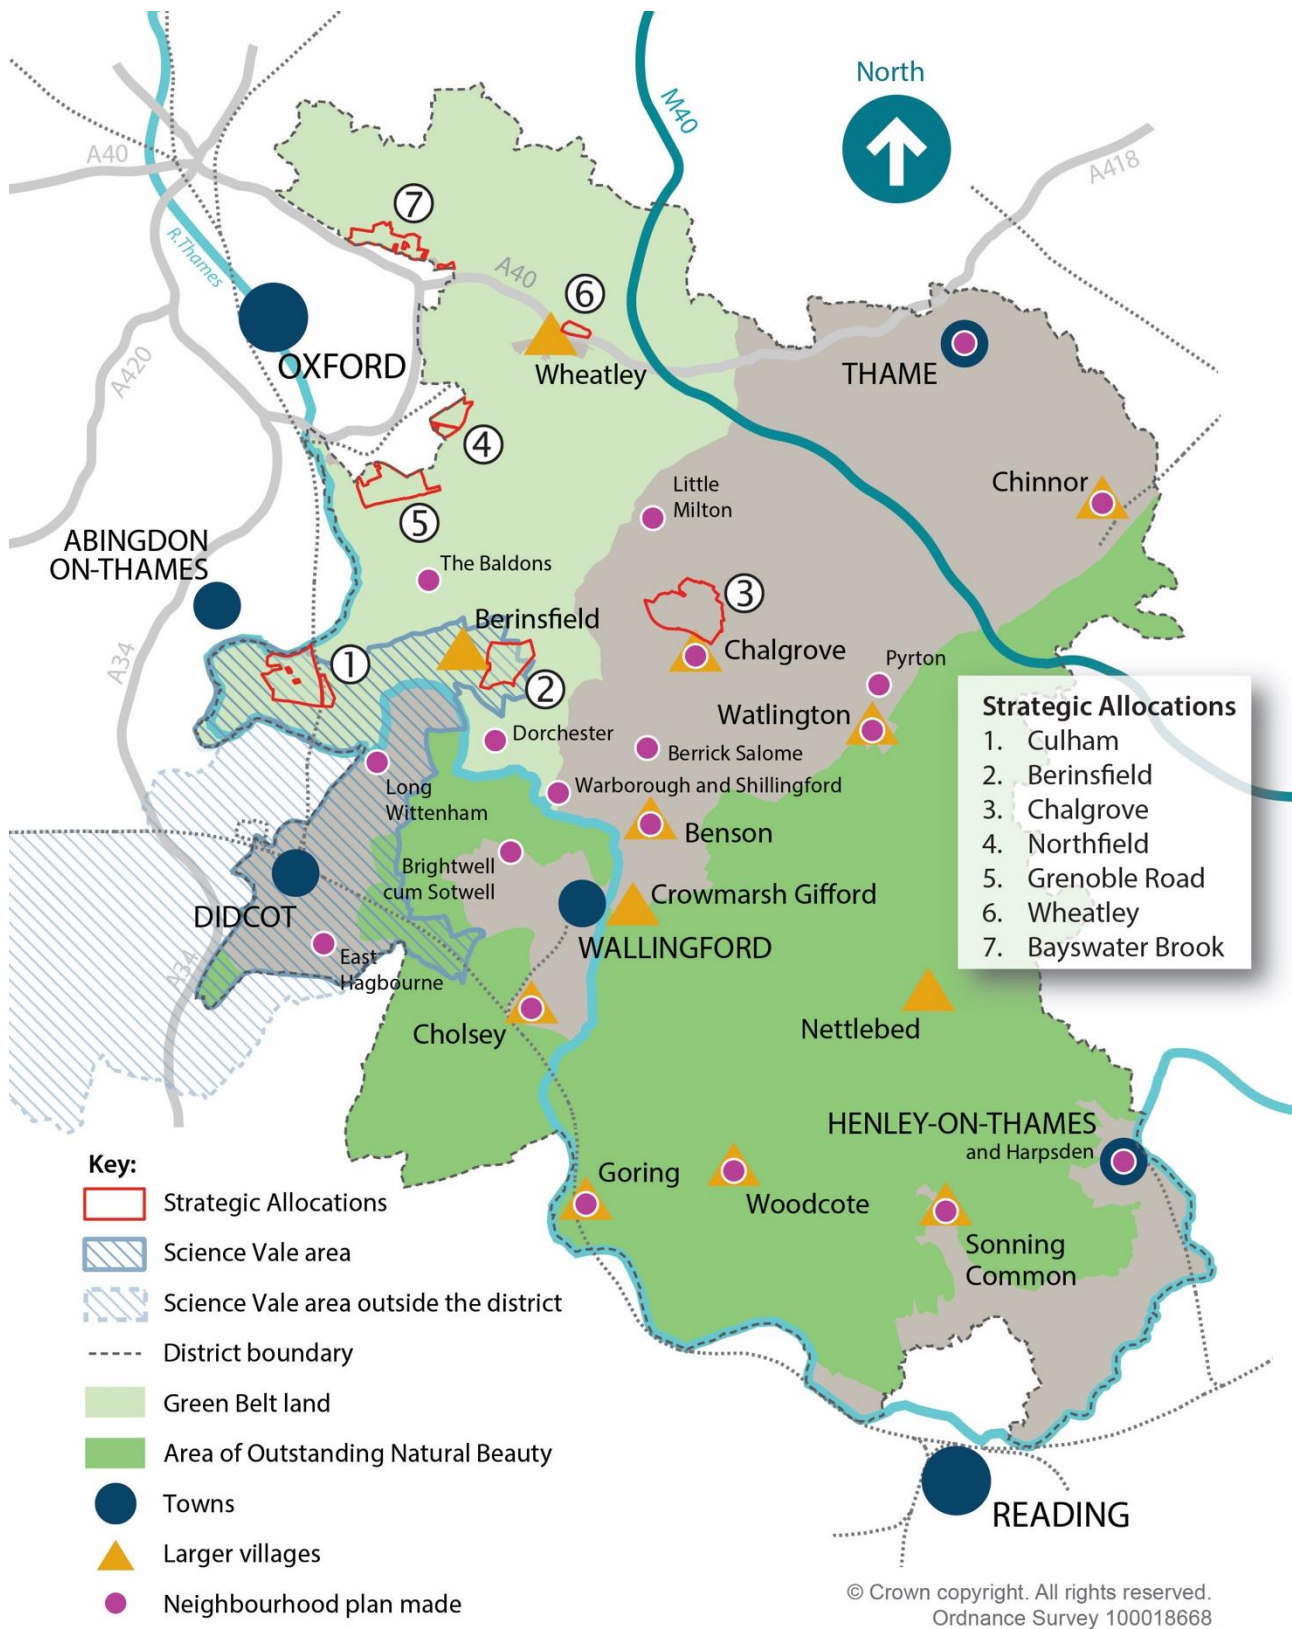 North
M40
A418
A40
R.Thames
7
A40
6
OXFORD
Wheatley
THAME
A420
4
Chinnor
Little
Milton
5
ABINGDON
ON-THAMES
The Baldons
3
Berinsfield
Chalgrove
Pyrton
1
2
A34
Watlington
Dorchester
Berrick Salome
Long
Wittenham
Warborough and Shillingford
Benson
Brightwell
cum Sotwell
Crowmarsh Gifford
DIDCOT
WALLINGFORD
East
Hagbourne
A34
Cholsey
Nettlebed
Strategic Allocations
1. Culham
2. Berinsfield
3. Chalgrove
4. Northfield
5. Grenoble Road
6. Wheatley
7. Bayswater Brook
HENLEY-ON-THAMES
and Harpsden
Goring
Woodcote
Sonning
Common
READING
Key:
Strategic Allocations
Science Vale area
Science Vale area outside the district
District boundary
Green Belt land
Area of Outstanding Natural Beauty
Towns
Larger villages
Neighbourhood plan made
© Crown copyright. All rights reserved.
Ordnance Survey 100018668